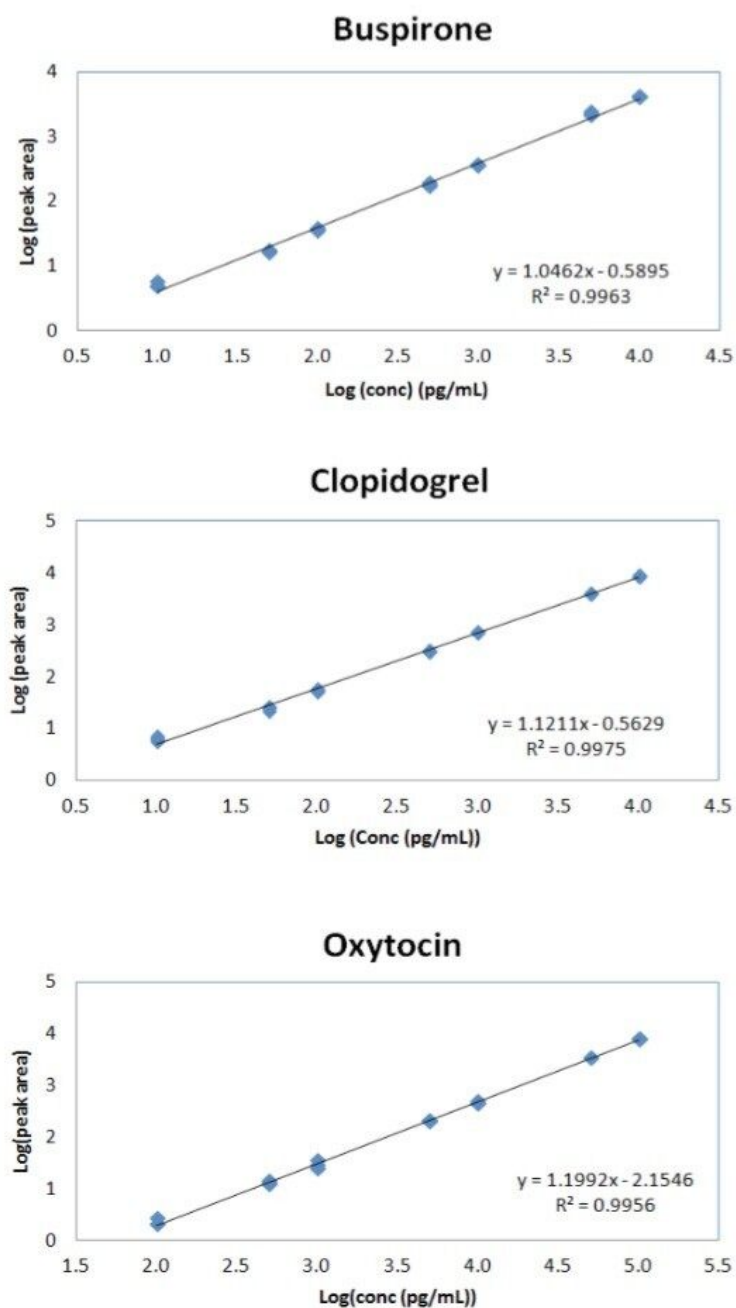 Buspirone
4
3
2
1
0
Log (peak area)
y = 1.0462x - 0.5895
R² = 0.9963
0.5 1.0 1.5 2.0 2.5 3.0 3.5 4.0 4.5
Log (conc) (pg/mL)
Clopidogrel
5
4
3
2
1
0
Log (peak area)
y = 1.1211x - 0.5629
R² = 0.9975
0.5 1.0 1.5 2.0 2.5 3.0 3.5 4.0 4.5
Log (Conc (pg/mL))
Oxytocin
5
4
3
2
1
0
Log(peak area)
y = 1.1992x - 2.1546
R² = 0.9956
1.5 2.0 2.5 3.0 3.5 4.0 4.5 5.0 5.5
Log(conc (pg/mL))